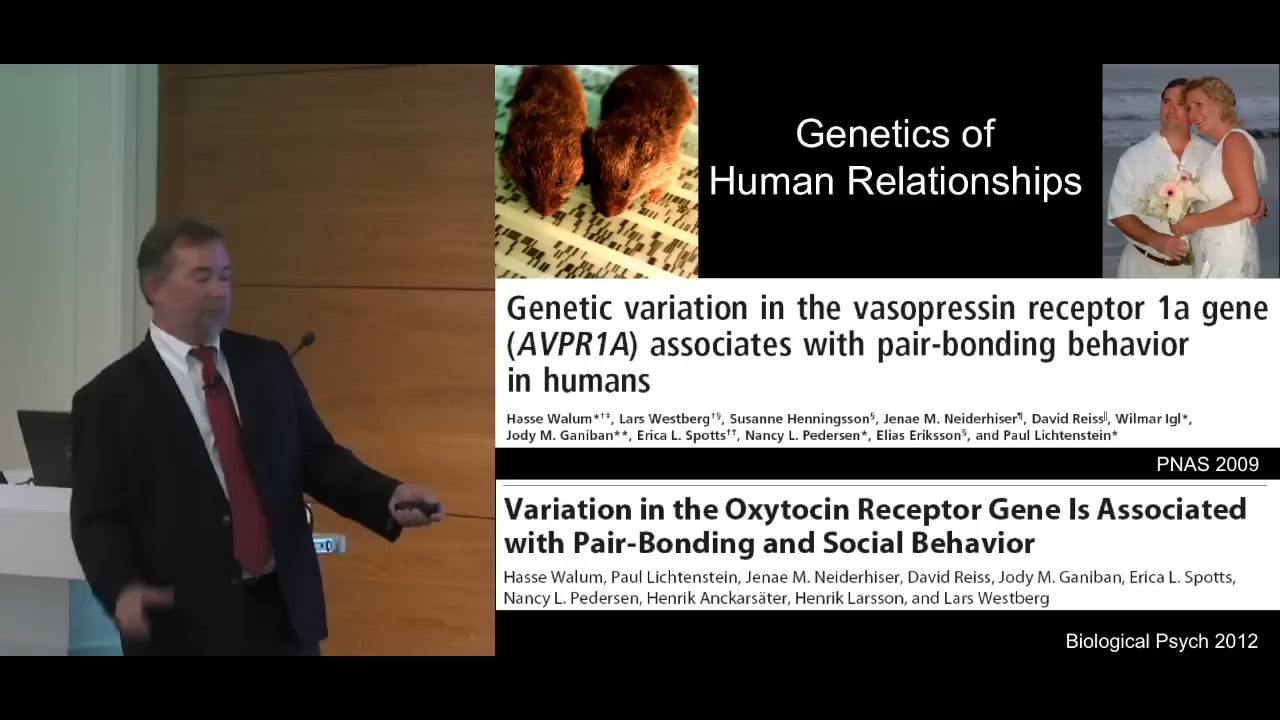 Genetics of
Human Relationships
Genetic variation in the vasopressin receptor 1a gene
(AVPR1A) associates with pair-bonding behavior
in humans
Hasse Walum*†‡, Lars Westberg†§, Susanne Henningsson§, Jenae M. Neiderhiser¶, David Reiss‖, Wilmar Igl*,
Jody M. Ganiban**, Erica L. Spotts††, Nancy L. Pedersen*, Elias Eriksson§, and Paul Lichtenstein*
PNAS 2009
Variation in the Oxytocin Receptor Gene Is Associated
with Pair-Bonding and Social Behavior
Hasse Walum, Paul Lichtenstein, Jenae M. Neiderhiser, David Reiss, Jody M. Ganiban, Erica L. Spotts,
Nancy L. Pedersen, Henrik Anckarsäter, Henrik Larsson, and Lars Westberg
Biological Psych 2012